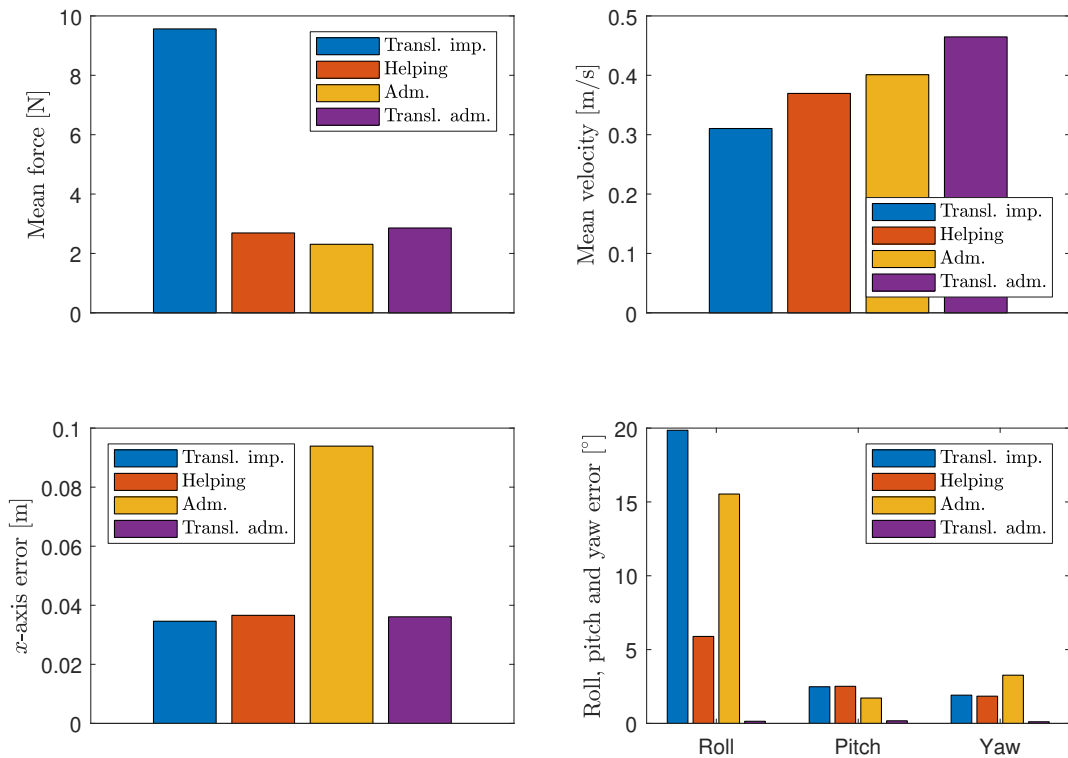 Mean force [N]
10
8
6
4
2
0
Transl. imp.
Helping
Adm.
Transl. adm.
Mean velocity [m/s]
0.5
0.4
0.3
0.2
0.1
0
Transl. imp.
Helping
Adm.
Transl. adm.
x-axis error [m]
0.1
0.08
0.06
0.04
0.02
0
Transl. imp.
Helping
Adm.
Transl. adm.
Roll, pitch and yaw error [°]
20
15
10
5
0
Transl. imp.
Helping
Adm.
Transl. adm.
Roll Pitch Yaw